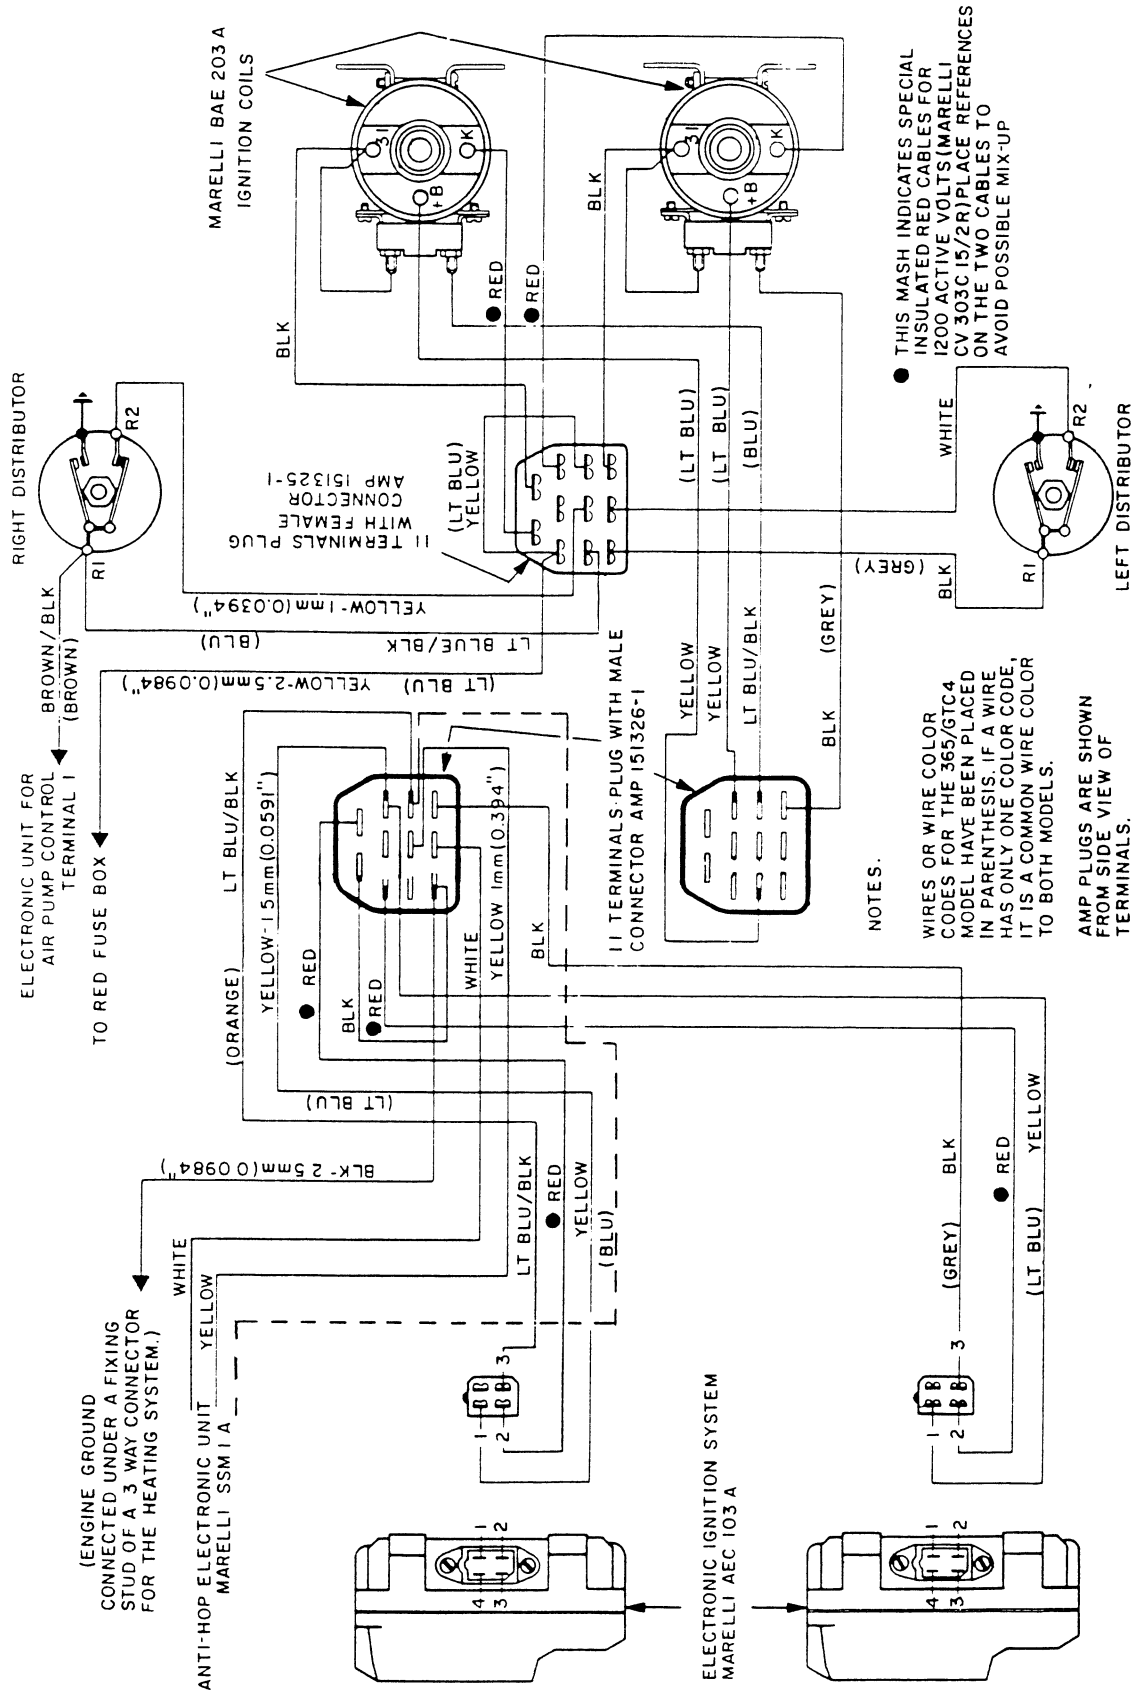 MARELLI BAE 203 A
IGNITION COILS
31
K
+B
31
K
+B
BLK
BLK
● RED
● RED
● THIS MASH INDICATES SPECIAL
INSULATED RED CABLES FOR
1200 ACTIVE VOLTS (MARELLI
CV 303C 15/2R) PLACE REFERENCES
ON THE TWO CABLES TO
AVOID POSSIBLE MIX-UP
RIGHT DISTRIBUTOR
R2
R1
(LT BLU)
YELLOW
11 TERMINALS PLUG
WITH FEMALE
CONNECTOR
AMP 151325-1
(LT BLU)
(LT BLU)
(BLU)
WHITE
R2
R1
LEFT DISTRIBUTOR
BLK
(GREY)
BROWN/BLK
(BROWN)
YELLOW-1mm(0.0394")
LT BLUE/BLK
(BLU)
YELLOW-2.5mm(0.0984")
(LT BLU)
ELECTRONIC UNIT FOR
AIR PUMP CONTROL
TERMINAL 1
TO RED FUSE BOX
YELLOW
YELLOW
LT BLU/BLK
BLK
(GREY)
11 TERMINALS·PLUG WITH MALE
CONNECTOR AMP 151326-1
LT BLU/BLK
(ORANGE)
YELLOW-15mm(0.0591")
● RED
BLK
● RED
WHITE
YELLOW 1mm(0.394")
BLK
NOTES.
WIRES OR WIRE COLOR
CODES FOR THE 365/GTC4
MODEL HAVE BEEN PLACED
IN PARENTHESIS. IF A WIRE
HAS ONLY ONE COLOR CODE,
IT IS A COMMON WIRE COLOR
TO BOTH MODELS.
AMP PLUGS ARE SHOWN
FROM SIDE VIEW OF
TERMINALS.
(LT BLU)
BLK-25mm(00984")
LT BLU/BLK
● RED
YELLOW
(BLU)
(GREY)
BLK
● RED
(LT BLU)
YELLOW
WHITE
YELLOW
(ENGINE GROUND
CONNECTED UNDER A FIXING
STUD OF A 3 WAY CONNECTOR
FOR THE HEATING SYSTEM.)
ANTI-HOP ELECTRONIC UNIT
MARELLI SSM 1 A
1
2
3
1
2
3
ELECTRONIC IGNITION SYSTEM
MARELLI AEC 103 A
1
2
4
3
1
2
4
3